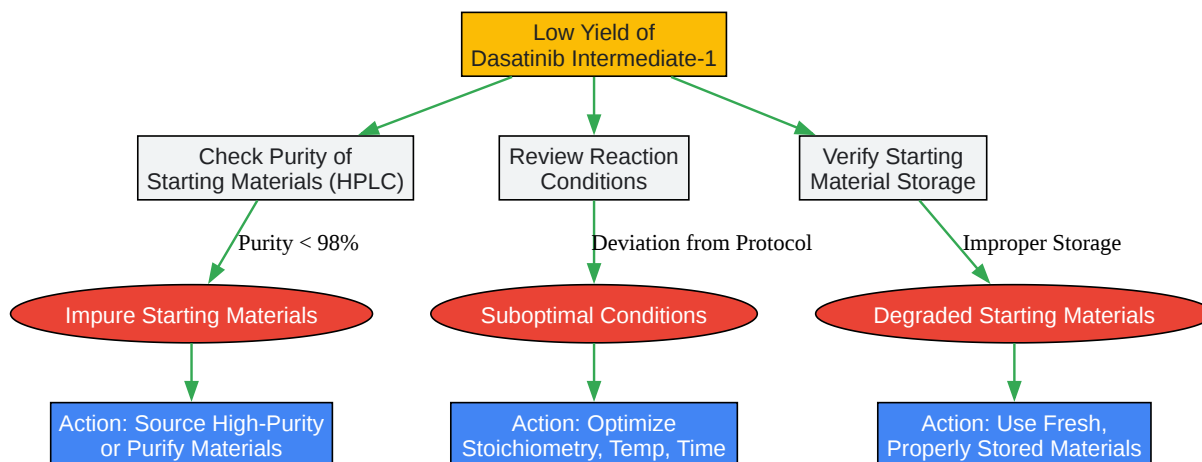 Low Yield of
Dasatinib Intermediate-1
Check Purity of
Starting Materials (HPLC)
Review Reaction
Conditions
Verify Starting
Material Storage
Purity < 98%
Deviation from Protocol
Improper Storage
Impure Starting Materials
Suboptimal Conditions
Degraded Starting Materials
Action: Source High-Purity
or Purify Materials
Action: Optimize
Stoichiometry, Temp, Time
Action: Use Fresh,
Properly Stored Materials